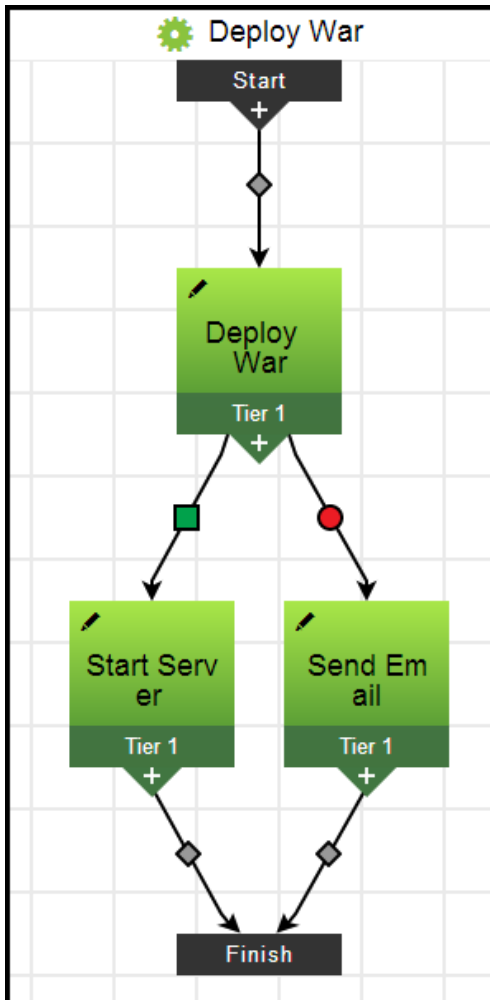 Deploy War
Start
+
Deploy
War
Tier 1
+
Start Serv
er
Tier 1
+
Send Em
ail
Tier 1
+
Finish